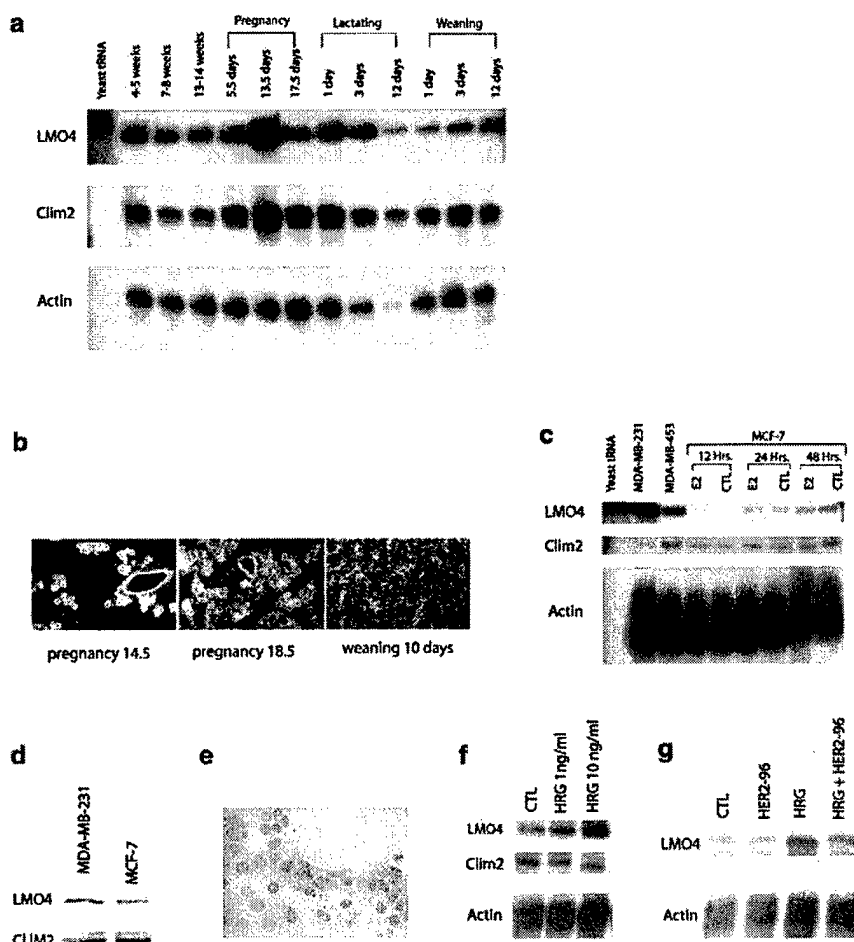 a
Pregnancy Lactating Weaning
Yeast tRNA 4-5 weeks 7-8 weeks 13-14 weeks 5.5 days 13.5 days 17.5 days 1 day 3 days 12 days 1 day 3 days 12 days
LMO4
Clim2
Actin
b
pregnancy 14.5 pregnancy 18.5 weaning 10 days
c
MCF-7
12 Hrs. 24 Hrs. 48 Hrs.
Yeast tRNA MDA-MB-231 MDA-MB-453 E2 CTL E2 CTL E2 CTL
LMO4
Clim2
Actin
d
MDA-MB-231 MCF-7
LMO4
CLIM2
e
f
CTL HRG 1ng/ml HRG 10 ng/ml
LMO4
Clim2
Actin
g
CTL HER2-96 HRG HRG + HER2-96
LMO4
Actin